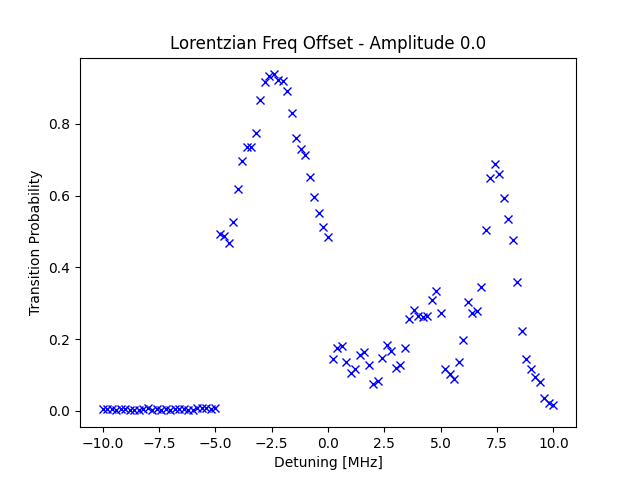 Lorentzian Freq Offset - Amplitude 0.0
Transition Probability
0.8
0.6
0.4
0.2
0.0
−10.0 −7.5 −5.0 −2.5 0.0 2.5 5.0 7.5 10.0
Detuning [MHz]